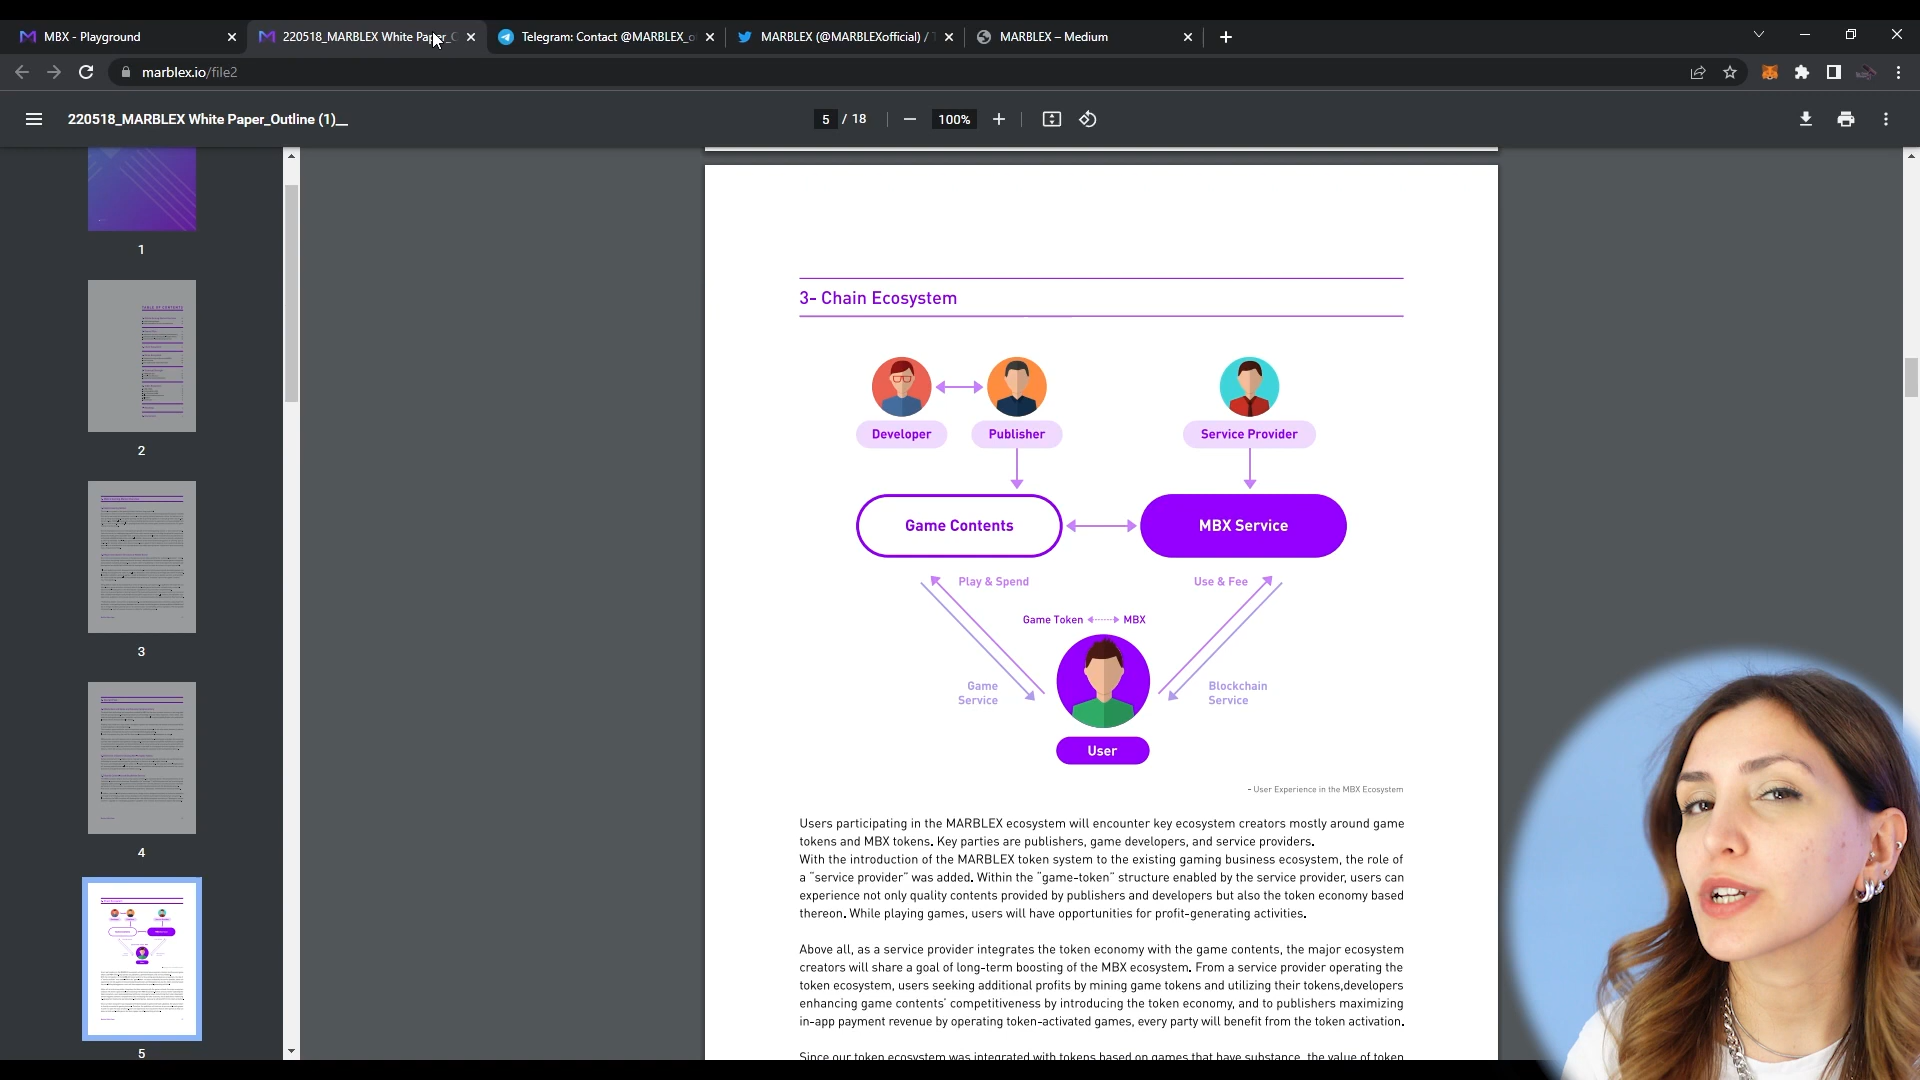 MBX - Playground
220518_MARBLEX White Paper_C
Telegram: Contact @MARBLEX_o
MARBLEX (@MARBLEXofficial) / T
MARBLEX – Medium
marblex.io/file2
220518_MARBLEX White Paper_Outline (1)__
5 / 18
100%
1
2
3
4
5
TABLE OF CONTENTS
3- Chain Ecosystem
Developer
Publisher
Service Provider
Game Contents
MBX Service
Play & Spend
Use & Fee
Game Token
MBX
Game
Service
Blockchain
Service
User
- User Experience in the MBX Ecosystem
Users participating in the MARBLEX ecosystem will encounter key ecosystem creators mostly around game
tokens and MBX tokens. Key parties are publishers, game developers, and service providers.
With the introduction of the MARBLEX token system to the existing gaming business ecosystem, the role of
a "service provider" was added. Within the "game-token" structure enabled by the service provider, users can
experience not only quality contents provided by publishers and developers but also the token economy based
thereon. While playing games, users will have opportunities for profit-generating activities.
Above all, as a service provider integrates the token economy with the game contents, the major ecosystem
creators will share a goal of long-term boosting of the MBX ecosystem. From a service provider operating the
token ecosystem, users seeking additional profits by mining game tokens and utilizing their tokens,developers
enhancing game contents' competitiveness by introducing the token economy, and to publishers maximizing
in-app payment revenue by operating token-activated games, every party will benefit from the token activation.
Since our token ecosystem was integrated with tokens based on games that have substance, the value of token